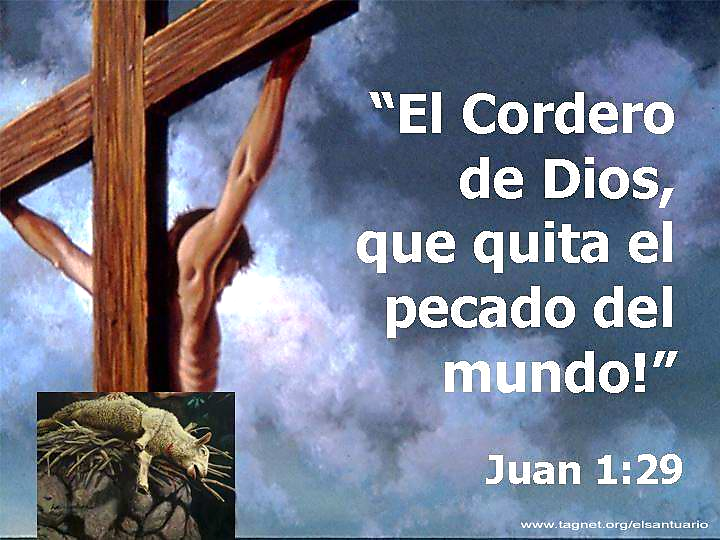 “El Cordero
de Dios,
que quita el
pecado del
mundo!”
Juan 1:29
www.tagnet.org/elsantuario